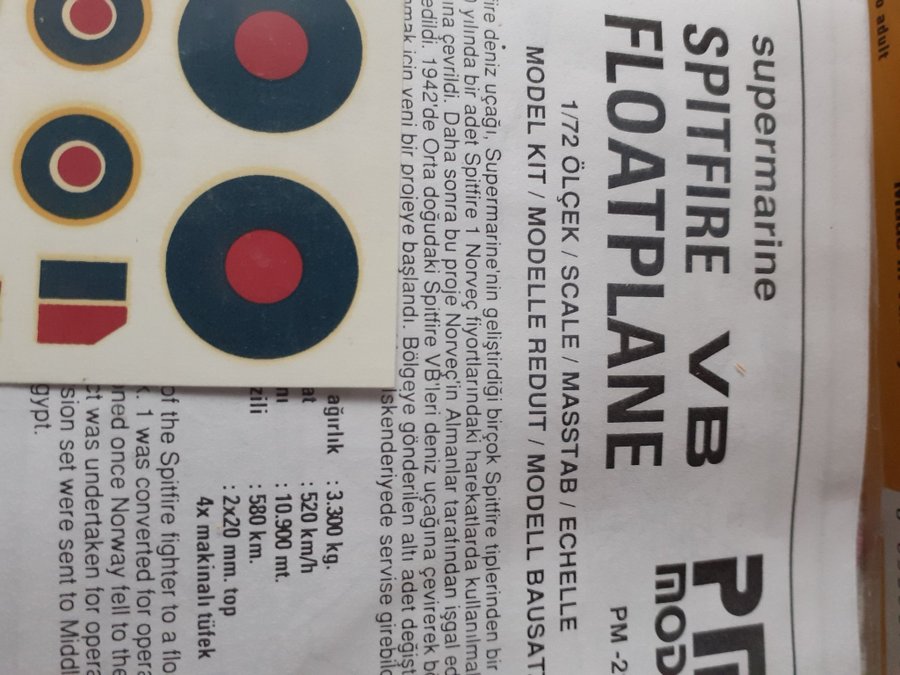 o adult
supermarine
SPITFIRE VB
FLOATPLANE
PM
MOD
PM -2
1/72 ÖLÇEK / SCALE / MASSTAB / ECHELLE
MODEL KIT / MODELLE REDUIT / MODELL BAUSAT
ire deniz uçağı, Supermarine'nin geliştirdiği birçok Spitfire tiplerinden bir
yılında bir adet Spitfire 1 Norveç fiyortlarındaki harekatlarda kullanılma
ına çevrildi. Daha sonra bu proje Norveç'in Almanlar tarafından işgal ed
edildi. 1942'de Orta doğudaki Spitfire VB'leri deniz uçağına çevirerek b
amak için yeni bir projeye başlandı. Bölgeye gönderilen altı adet değişt
İskenderiyede servise girebil
ağırlık : 3.300 kg.
at : 520 km/h
nı : 10.900 mt.
zili : 580 km.
: 2x20 mm. top
4x makinalı tüfek
of the Spitfire fighter to a flo
k. 1 was converted for opera
ned once Norway fell to the
ct was undertaken for opera
sion set were sent to Middl
gypt.